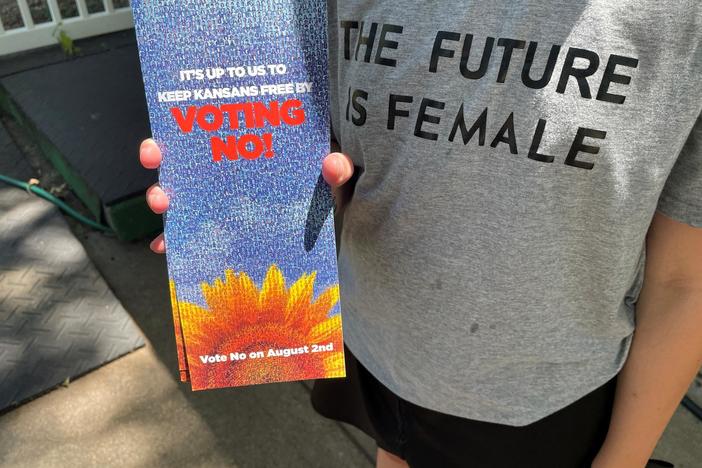 IT'S UP TO US TO
KEEP KANSANS FREE BY
VOTING
NO!
Vote No on August 2nd
THE FUTURE
IS FEMALE